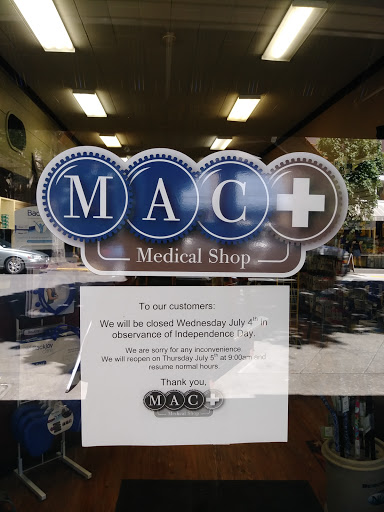 MAC
Medical Shop
To our customers:
We will be closed Wednesday July 4th in
observance of Independence Day.
We are sorry for any inconvenience
We will reopen on Thursday July 5th at 9:00am and
resume normal hours
Thank you,
MAC
Medical Shop